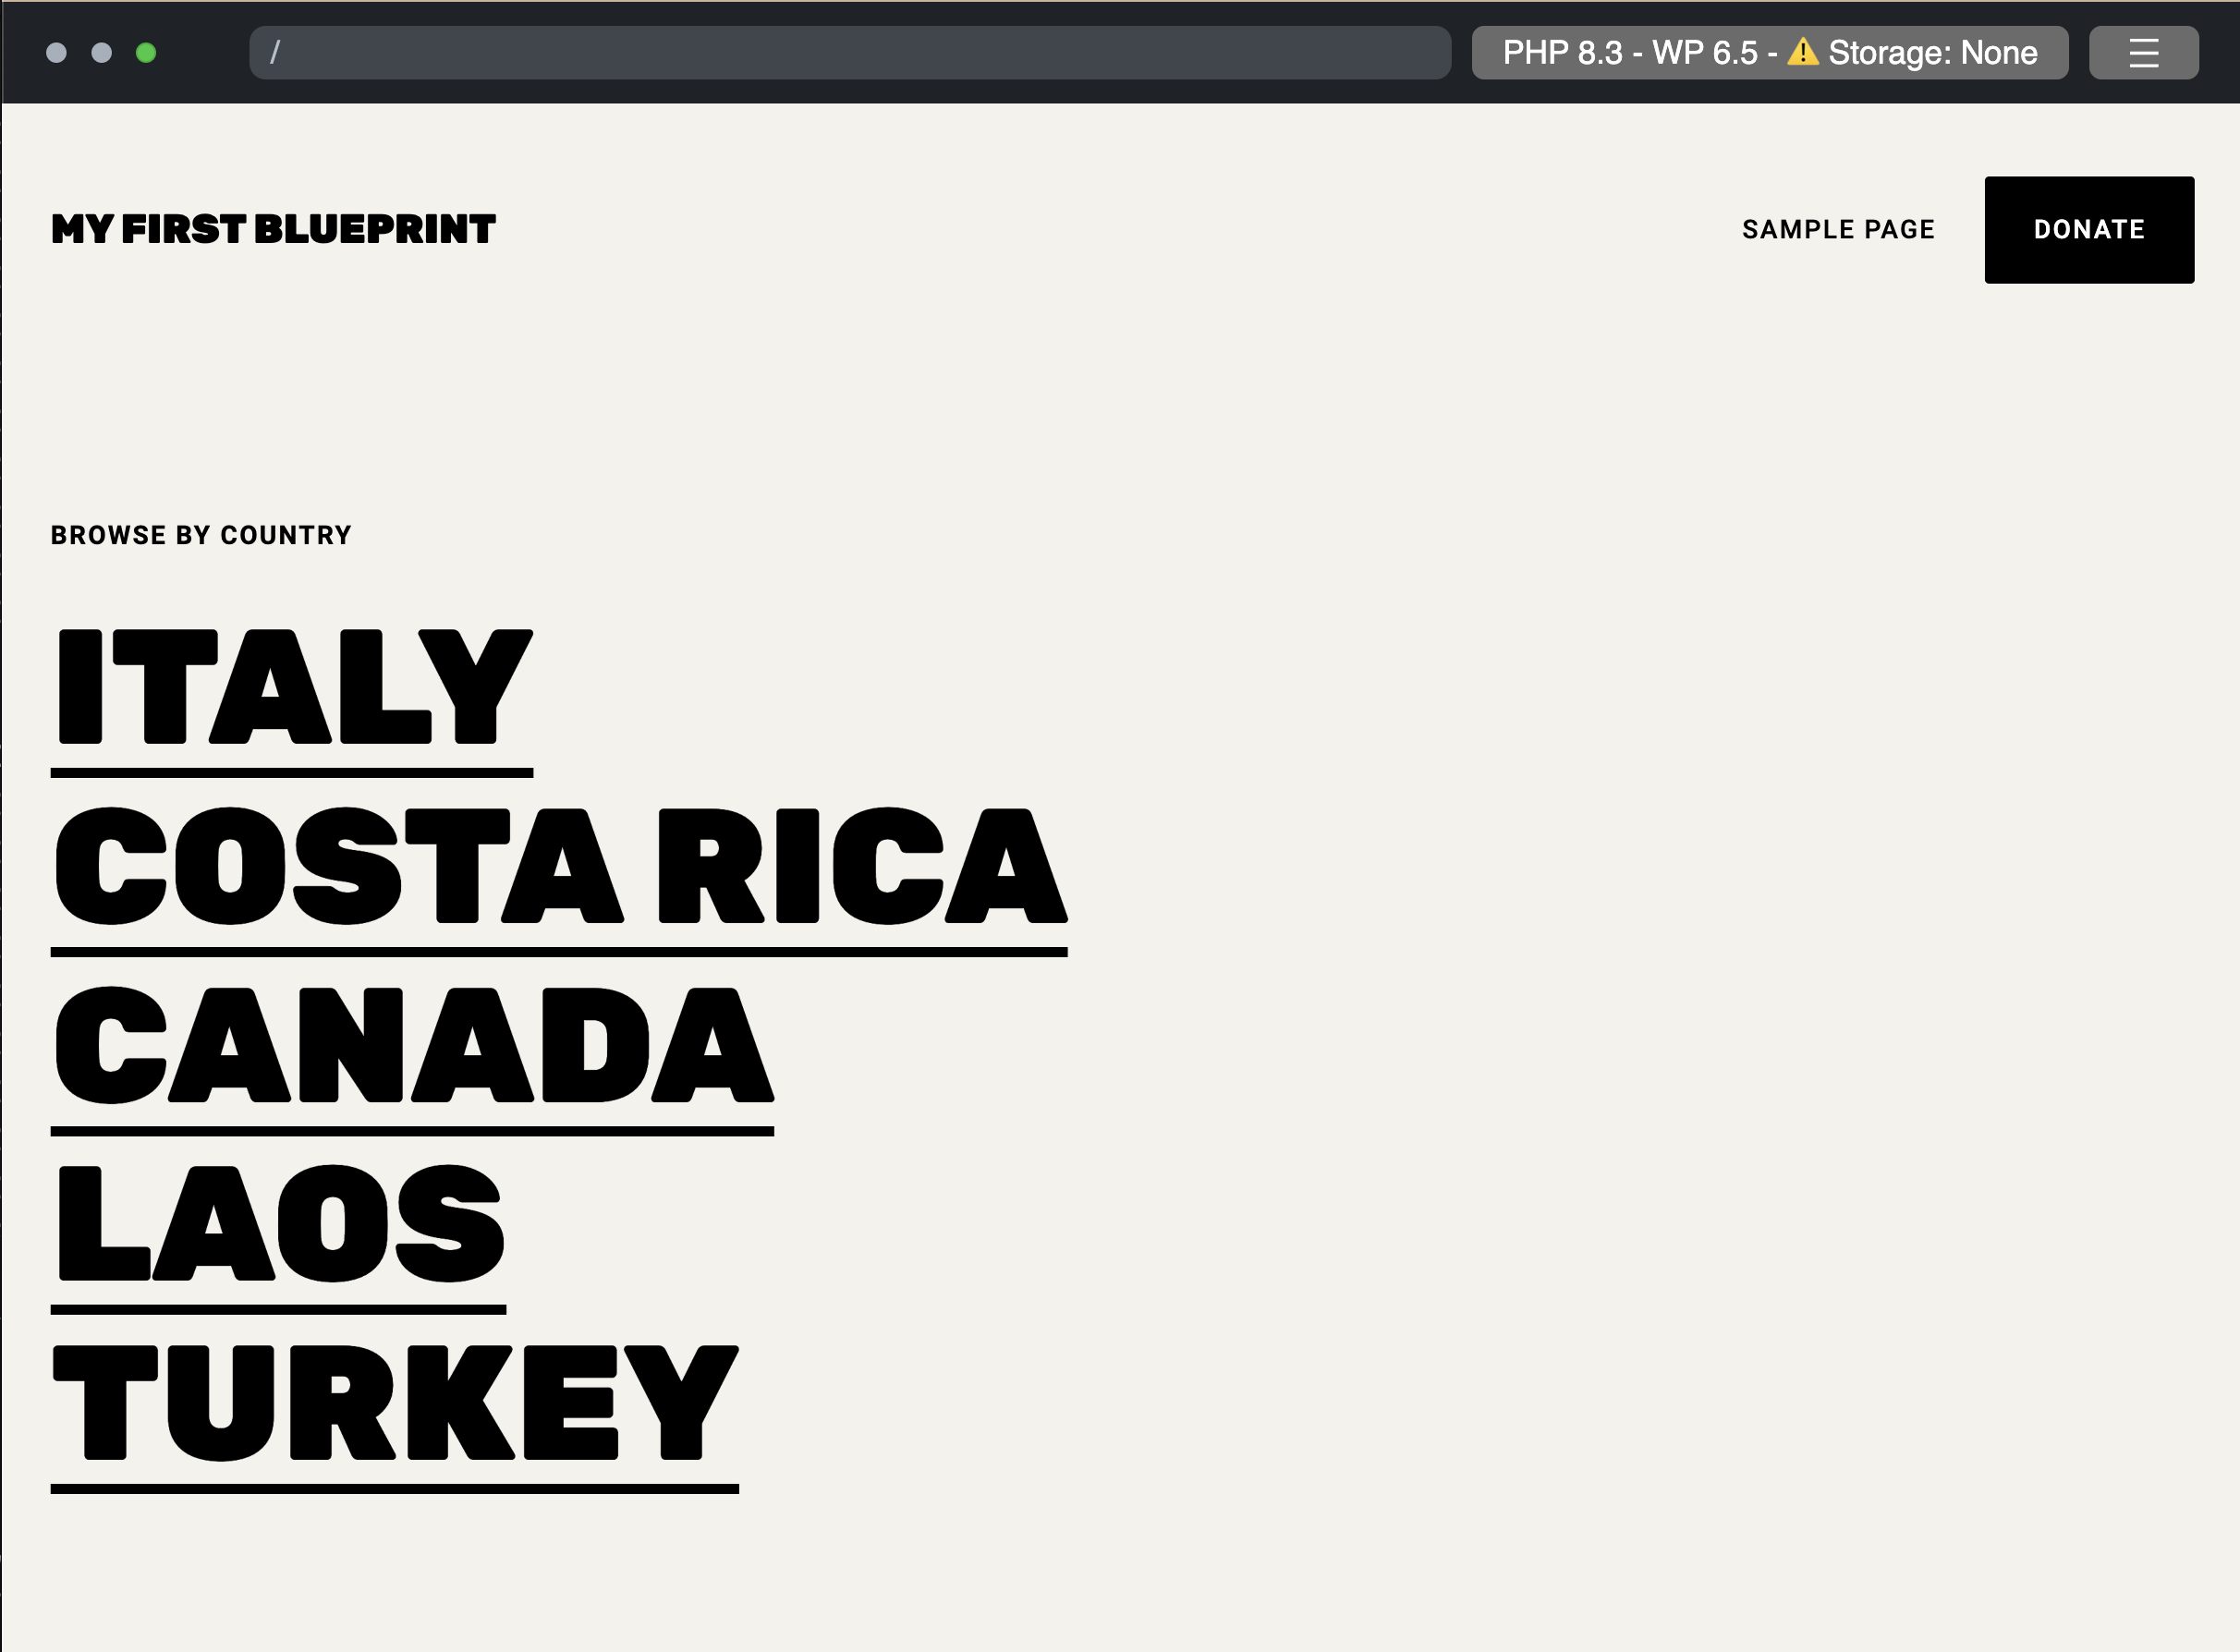 /
PHP 8.3 - WP 6.5 - ⚠️ Storage: None
MY FIRST BLUEPRINT
SAMPLE PAGE
DONATE
BROWSE BY COUNTRY
ITALY
COSTA RICA
CANADA
LAOS
TURKEY